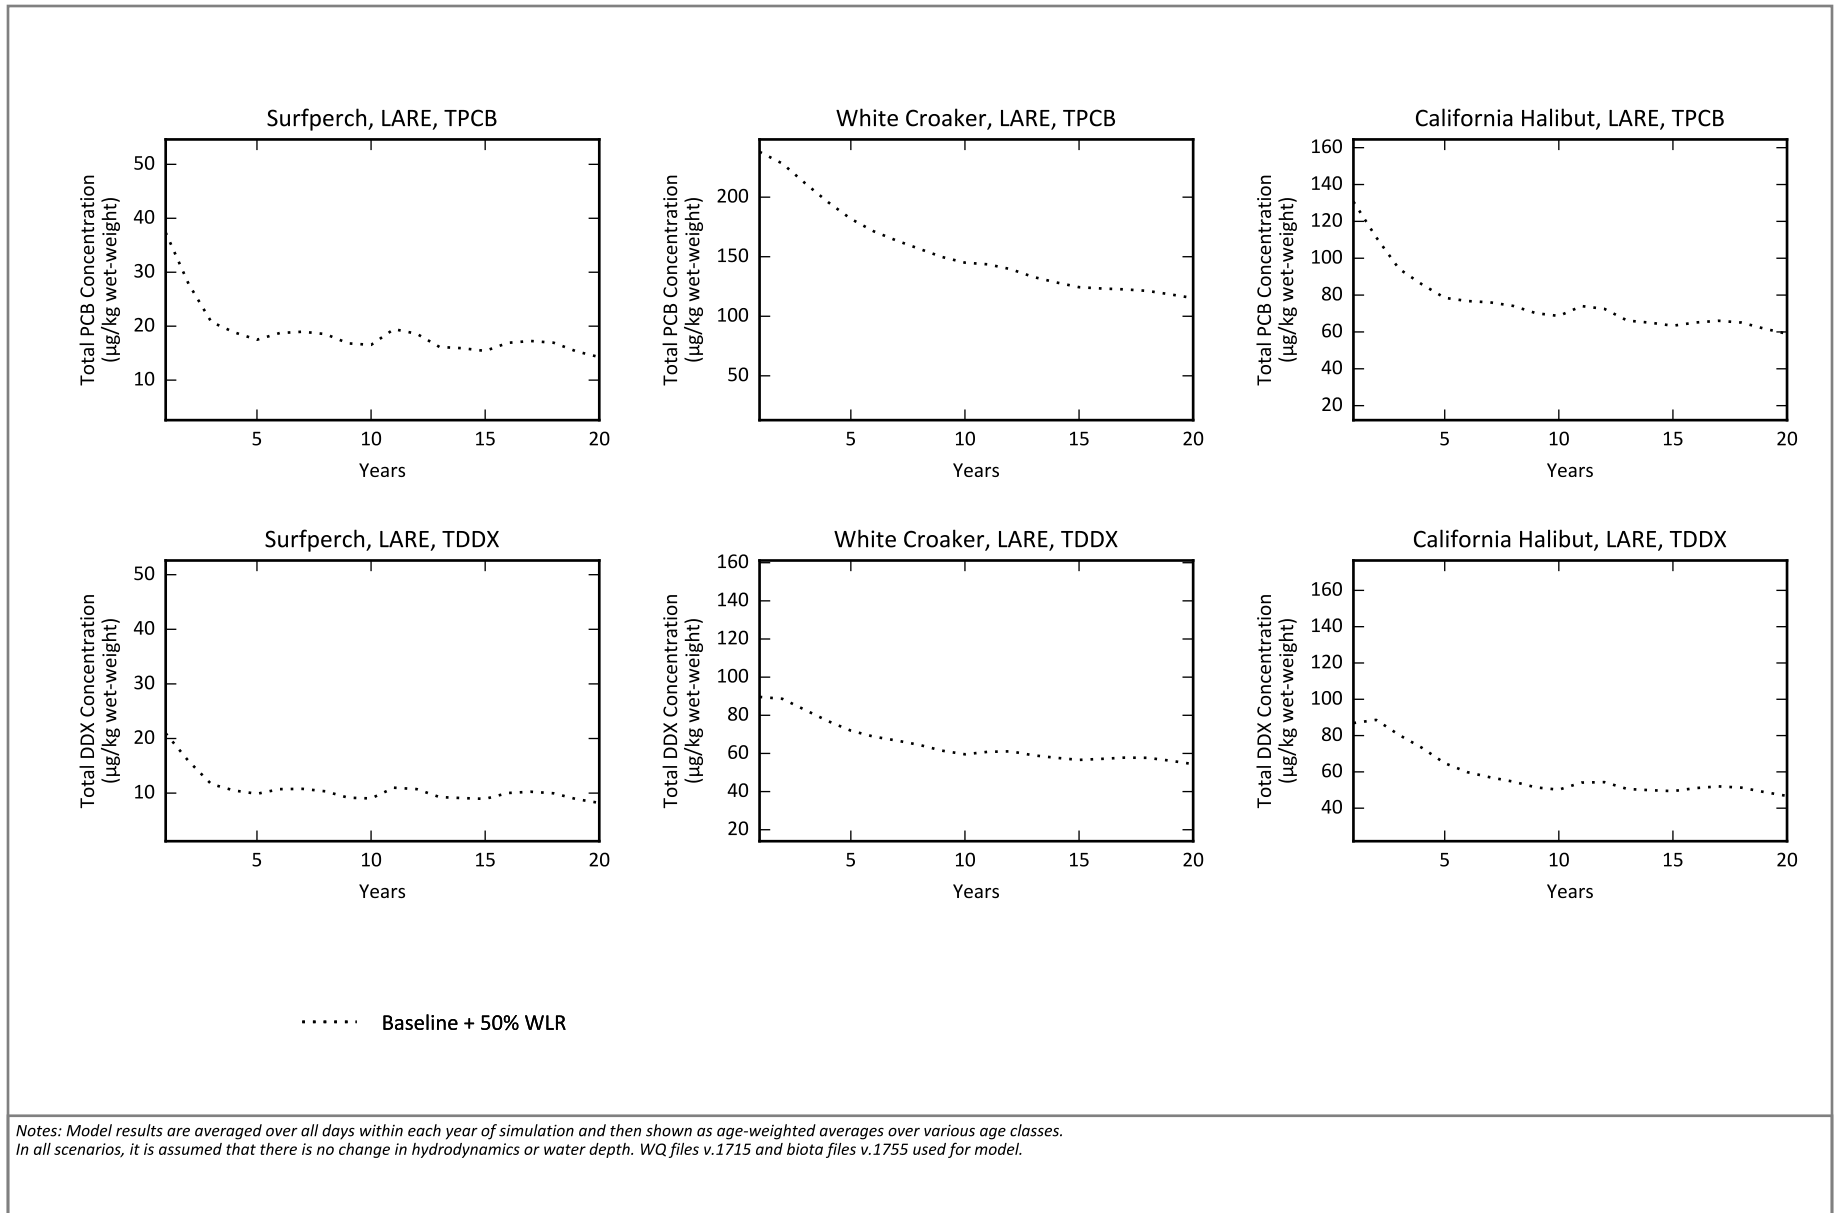 Surfperch, LARE, TPCB
Total PCB Concentration
(µg/kg wet-weight)
50
40
30
20
10
5
10
15
20
Years
White Croaker, LARE, TPCB
Total PCB Concentration
(µg/kg wet-weight)
200
150
100
50
5
10
15
20
Years
California Halibut, LARE, TPCB
Total PCB Concentration
(µg/kg wet-weight)
160
140
120
100
80
60
40
20
5
10
15
20
Years
Surfperch, LARE, TDDX
Total DDX Concentration
(µg/kg wet-weight)
50
40
30
20
10
5
10
15
20
Years
White Croaker, LARE, TDDX
Total DDX Concentration
(µg/kg wet-weight)
160
140
120
100
80
60
40
20
5
10
15
20
Years
California Halibut, LARE, TDDX
Total DDX Concentration
(µg/kg wet-weight)
160
140
120
100
80
60
40
5
10
15
20
Years
Baseline + 50% WLR
Notes: Model results are averaged over all days within each year of simulation and then shown as age-weighted averages over various age classes.
In all scenarios, it is assumed that there is no change in hydrodynamics or water depth. WQ files v.1715 and biota files v.1755 used for model.